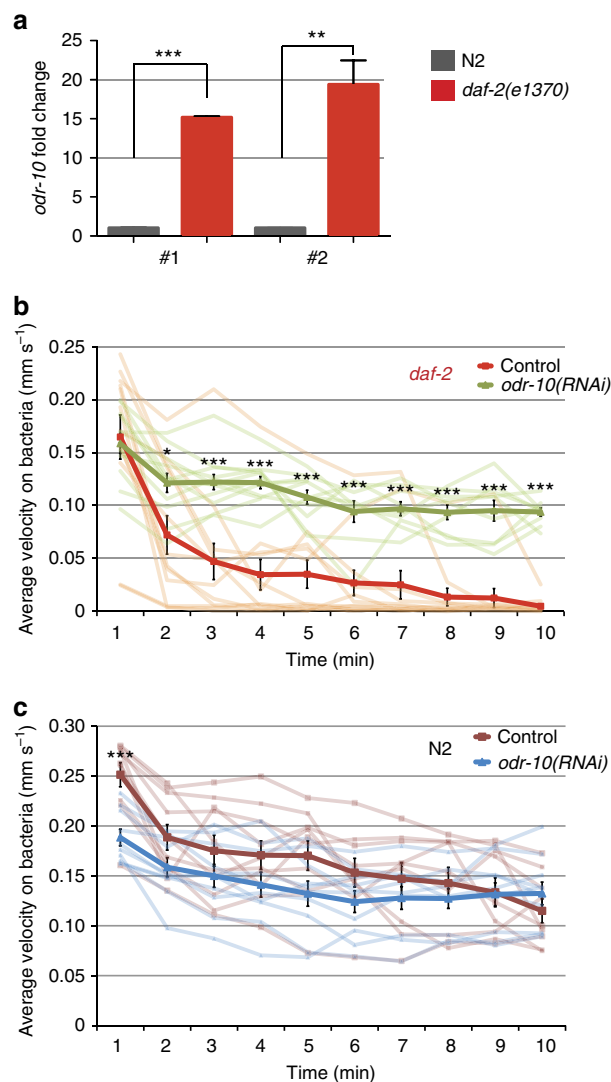 a
odr-10 fold change
25
20
15
10
5
0
***
**
#1
#2
N2
daf-2(e1370)
b
Average velocity on bacteria (mm s−1)
0.25
0.20
0.15
0.10
0.05
0
daf-2
Control
odr-10(RNAi)
* *** *** *** *** *** *** *** ***
1 2 3 4 5 6 7 8 9 10
Time (min)
c
Average velocity on bacteria (mm s−1)
0.30
0.25
0.20
0.15
0.10
0.05
0
N2
Control
odr-10(RNAi)
***
1 2 3 4 5 6 7 8 9 10
Time (min)